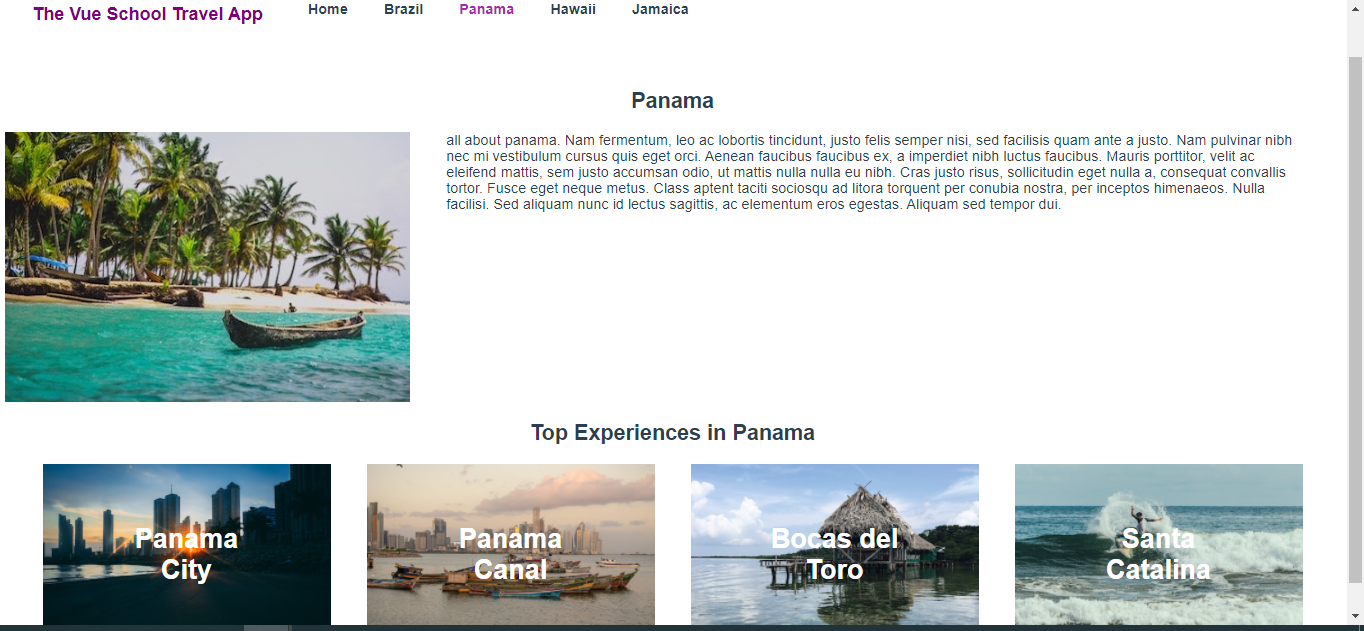 The Vue School Travel App
Home Brazil Panama Hawaii Jamaica
Panama
all about panama. Nam fermentum, leo ac lobortis tincidunt, justo felis semper nisi, sed facilisis quam ante a justo. Nam pulvinar nibh
nec mi vestibulum cursus quis eget orci. Aenean faucibus faucibus ex, a imperdiet nibh luctus faucibus. Mauris porttitor, velit ac
eleifend mattis, sem justo accumsan odio, ut mattis nulla nulla eu nibh. Cras justo risus, sollicitudin eget nulla a, consequat convallis
tortor. Fusce eget neque metus. Class aptent taciti sociosqu ad litora torquent per conubia nostra, per inceptos himenaeos. Nulla
facilisi. Sed aliquam nunc id lectus sagittis, ac elementum eros egestas. Aliquam sed tempor dui.
Top Experiences in Panama
Panama
City
Panama
Canal
Bocas del
Toro
Santa
Catalina